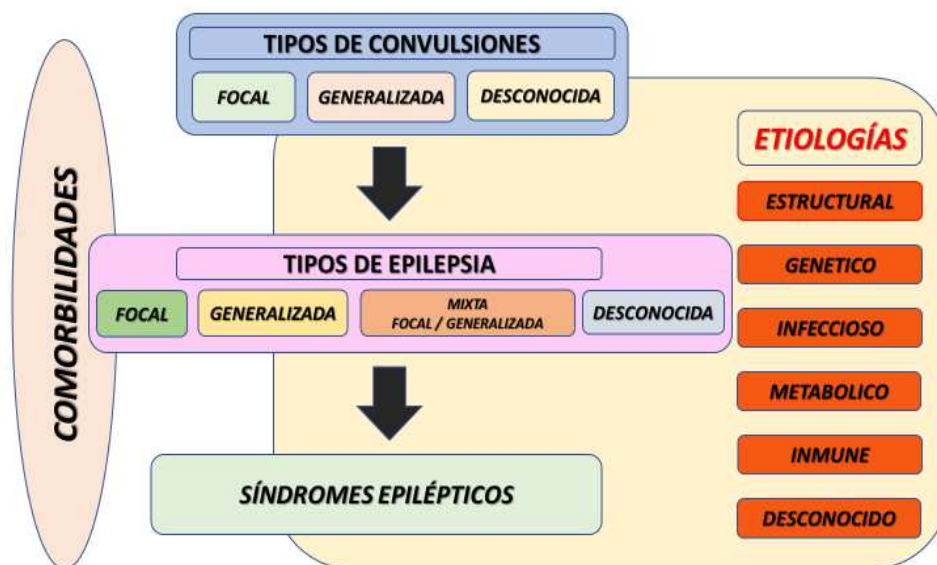 TIPOS DE CONVULSIONES
FOCAL
GENERALIZADA
DESCONOCIDA
COMORBILIDADES
TIPOS DE EPILEPSIA
FOCAL
GENERALIZADA
MIXTA
FOCAL / GENERALIZADA
DESCONOCIDA
SÍNDROMES EPILÉPTICOS
ETIOLOGÍAS
ESTRUCTURAL
GENETICO
INFECCIOSO
METABOLICO
INMUNE
DESCONOCIDO